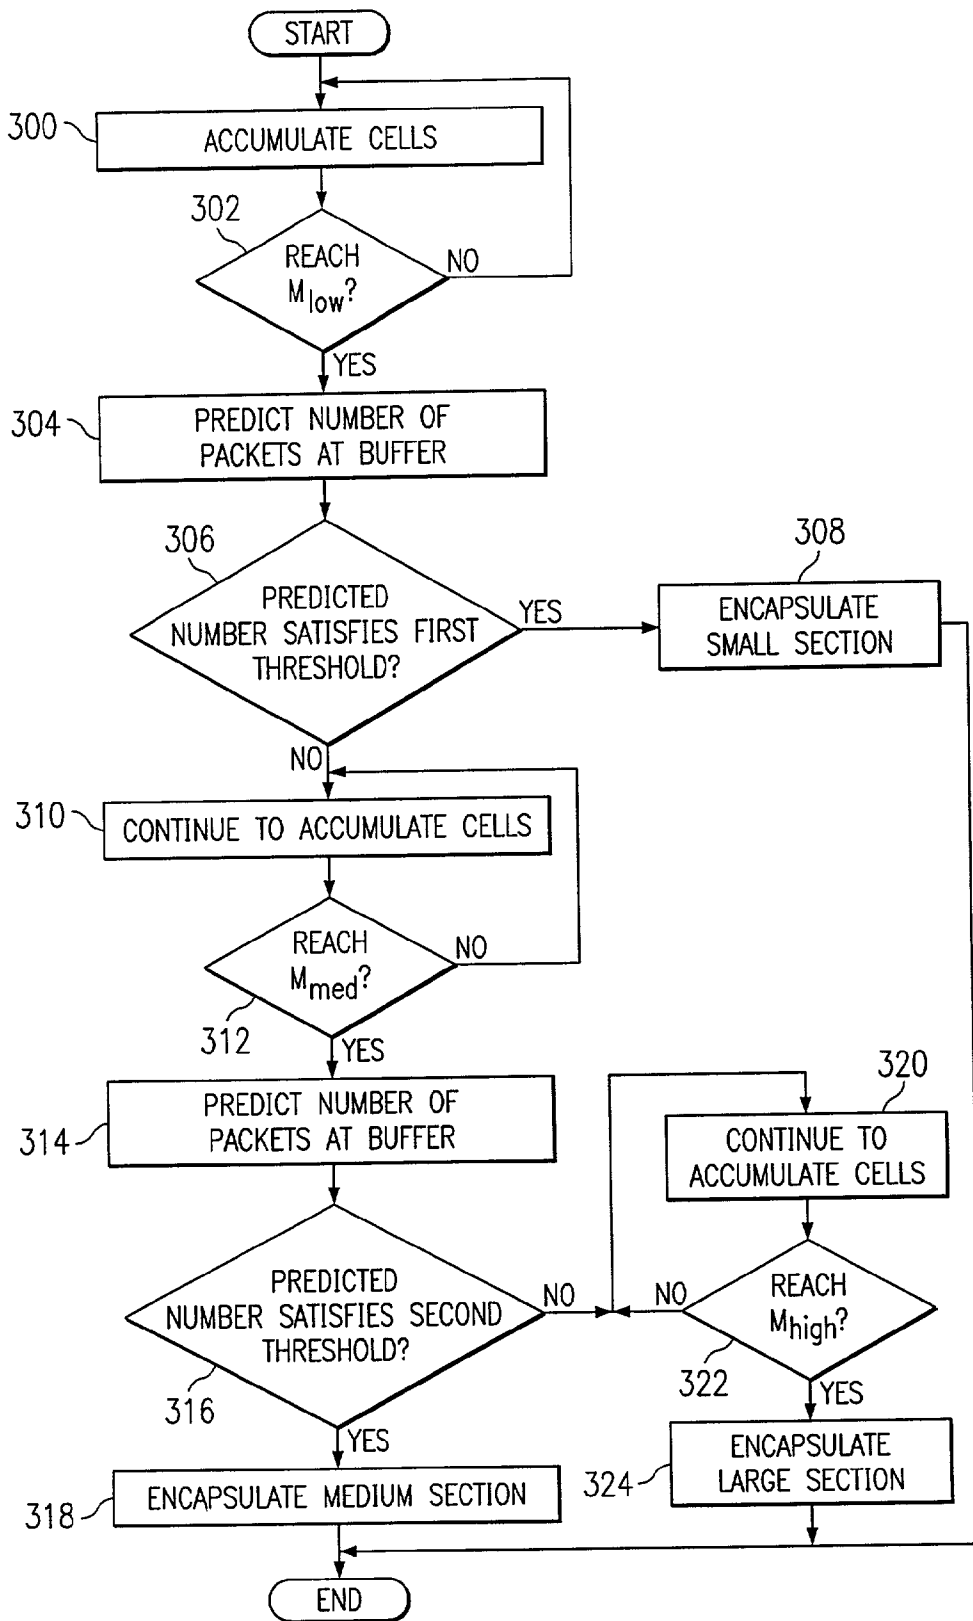 START
300
ACCUMULATE CELLS
302
REACH
Mlow?
NO
YES
304
PREDICT NUMBER OF
PACKETS AT BUFFER
306
PREDICTED
NUMBER SATISFIES FIRST
THRESHOLD?
YES
308
ENCAPSULATE
SMALL SECTION
NO
310
CONTINUE TO ACCUMULATE CELLS
REACH
Mmed?
NO
312
YES
314
PREDICT NUMBER OF
PACKETS AT BUFFER
320
CONTINUE TO
ACCUMULATE CELLS
PREDICTED
NUMBER SATISFIES SECOND
THRESHOLD?
NO
316
NO
REACH
Mhigh?
322
YES
YES
318
ENCAPSULATE MEDIUM SECTION
324
ENCAPSULATE
LARGE SECTION
END